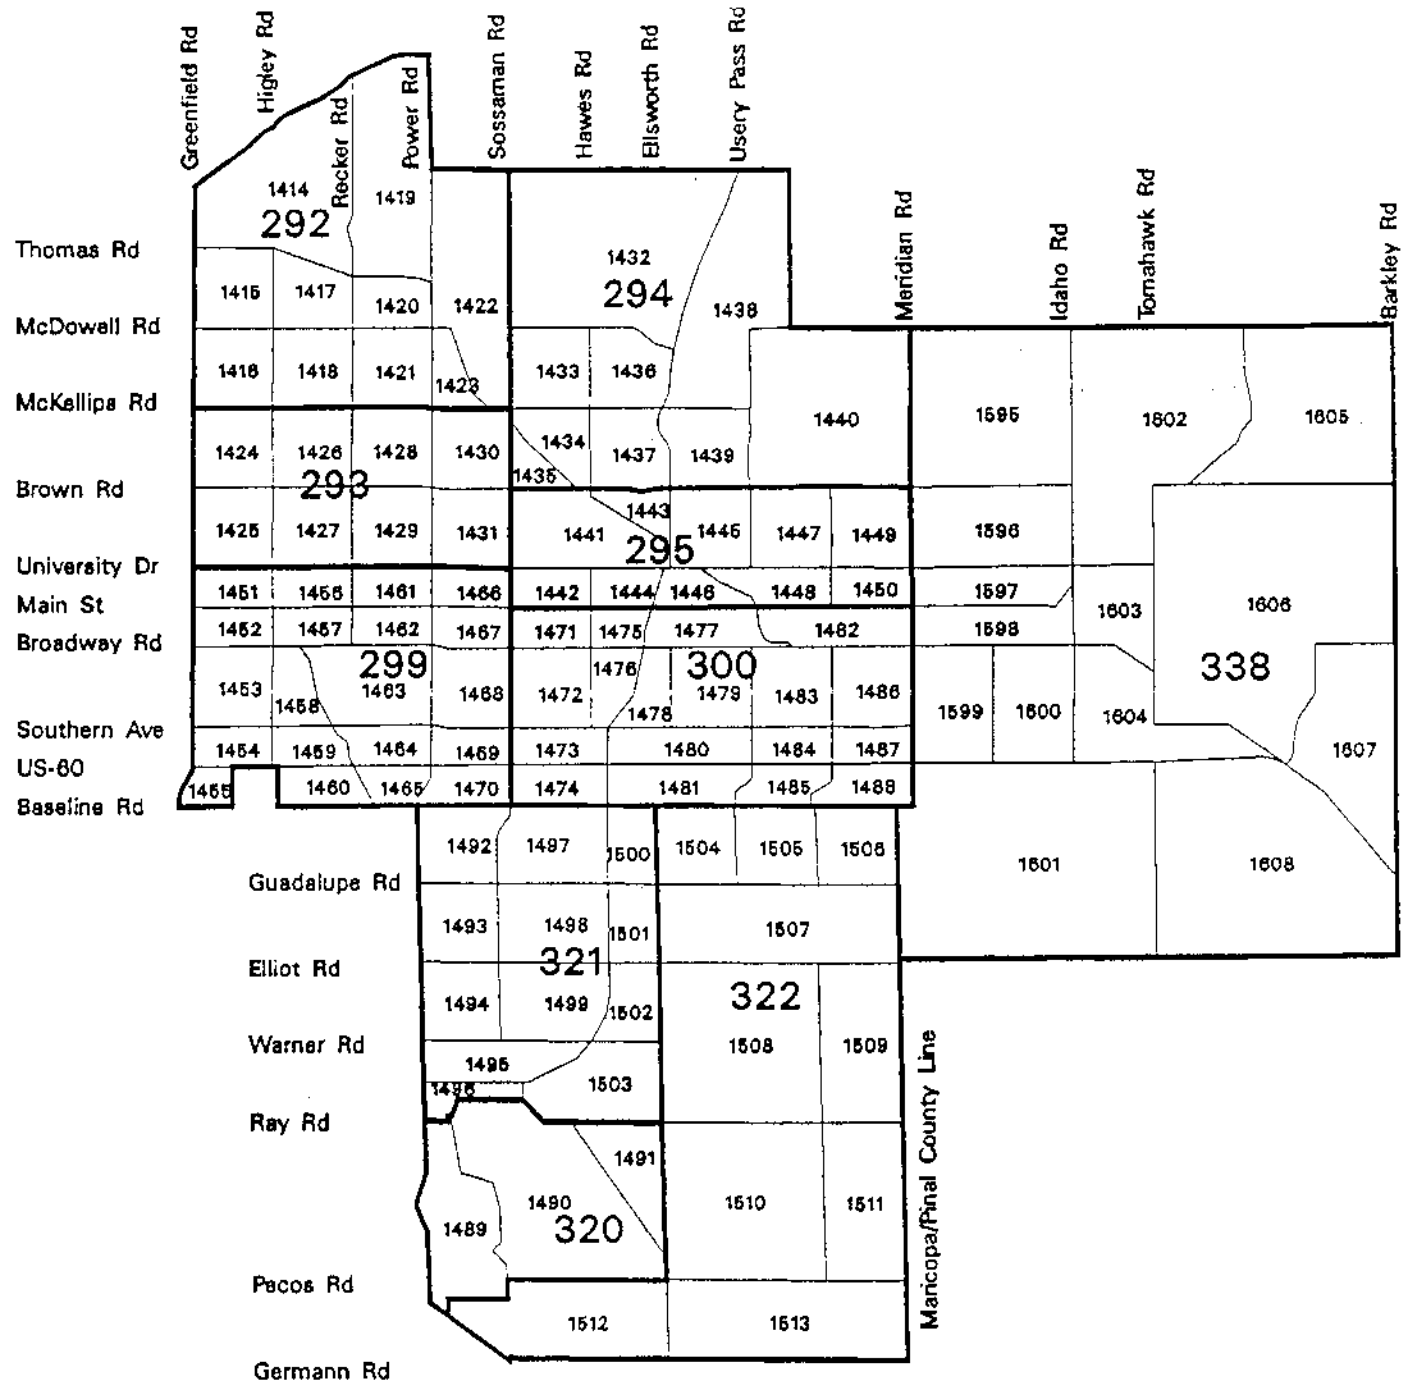 Greenfield Rd
Higley Rd
Recker Rd
Power Rd
Sossaman Rd
Hawes Rd
Ellsworth Rd
Usery Pass Rd
Meridian Rd
Idaho Rd
Tomahawk Rd
Barkley Rd
Thomas Rd
McDowell Rd
McKellips Rd
Brown Rd
University Dr
Main St
Broadway Rd
Southern Ave
US-60
Baseline Rd
Guadalupe Rd
Elliot Rd
Warner Rd
Ray Rd
Pecos Rd
Germann Rd
Maricopa/Pinal County Line
1414 1419
292
1432
294
1415 1417 1420 1422 1438
1416 1418 1421 1423 1433 1436
1440 1595 1602 1605
1424 1426 1428 1430 1434 1435 1437 1439
293
1425 1427 1429 1431 1441 1443 1445 1447 1449 1596
295
1451 1456 1461 1466 1442 1444 1446 1448 1450 1597 1603 1606
1452 1457 1462 1467 1471 1475 1477 1482 1598
299 300 338
1453 1458 1463 1468 1472 1476 1478 1479 1483 1486 1599 1600 1604
1454 1459 1464 1469 1473 1480 1484 1487 1607
1455 1460 1465 1470 1474 1481 1485 1488
1492 1497 1500 1504 1505 1506 1601 1608
1493 1498 1501 1507
321
322
1494 1499 1502 1508 1509
1495
1496 1503
1491
1489 1490 1510 1511
320
1512 1513